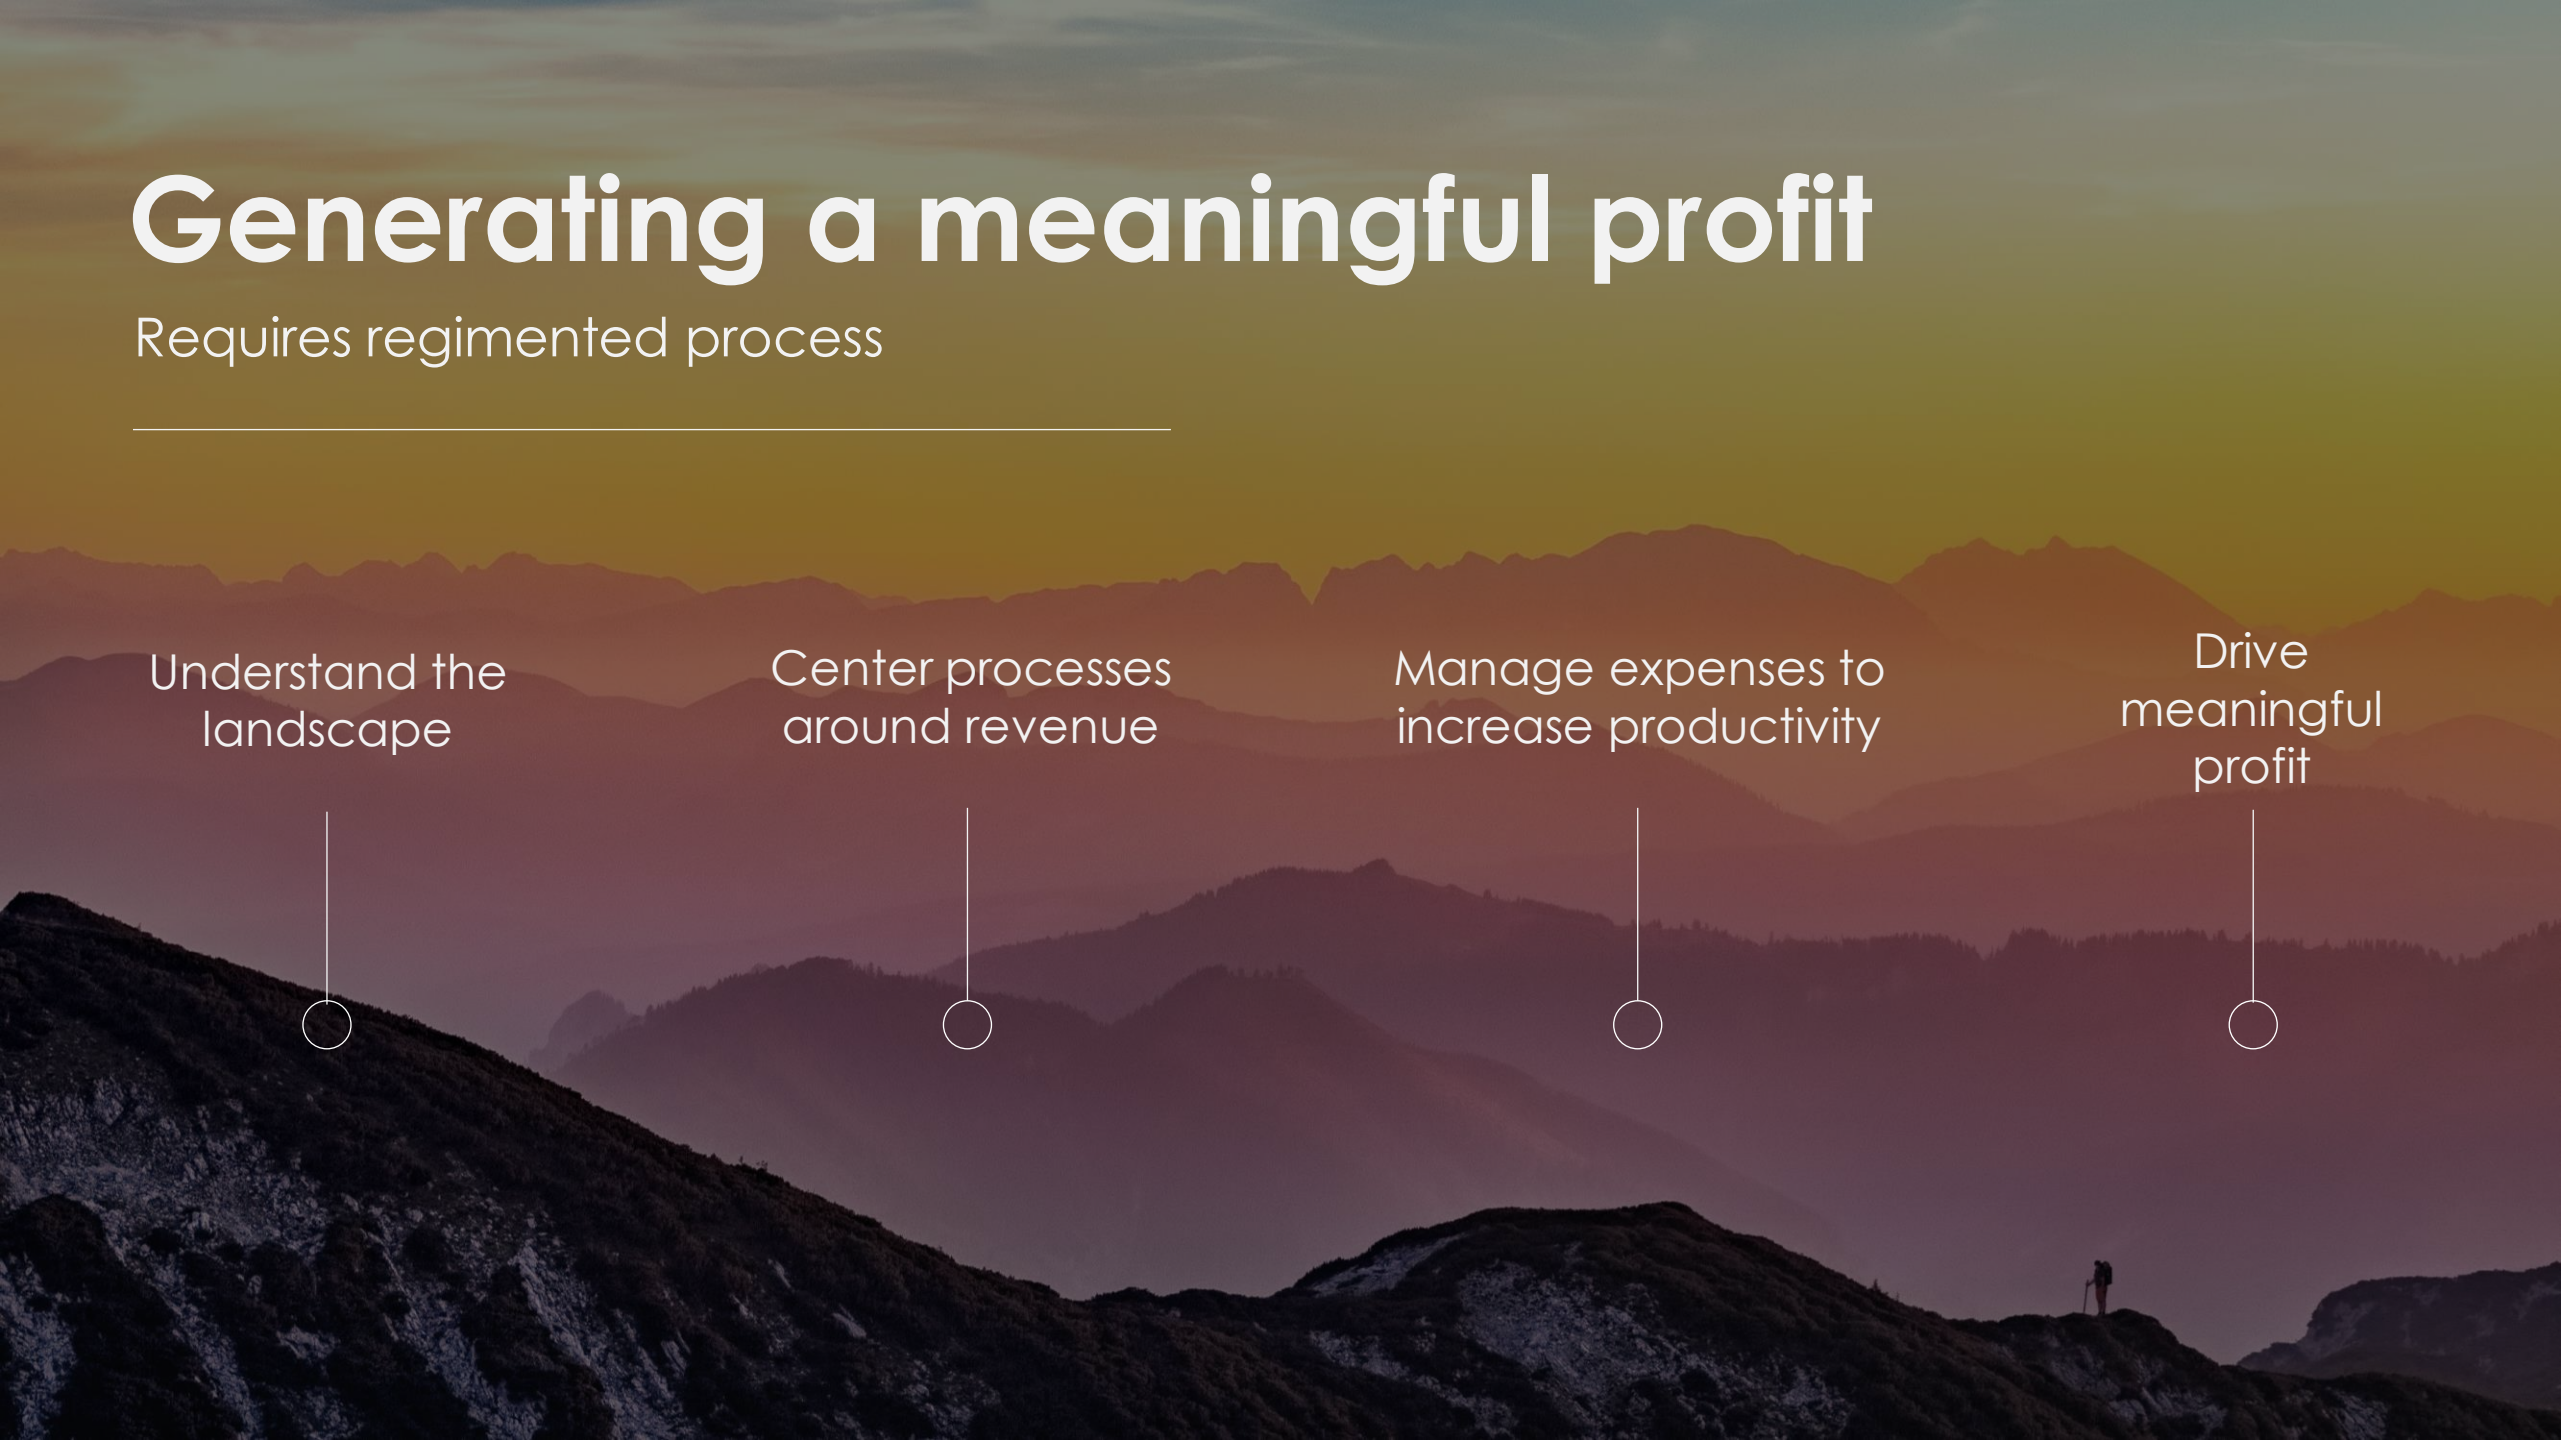 Generating a meaningful profit
Requires regimented process
Understand the
landscape
Center processes
around revenue
Manage expenses to
increase productivity
Drive
meaningful
profit